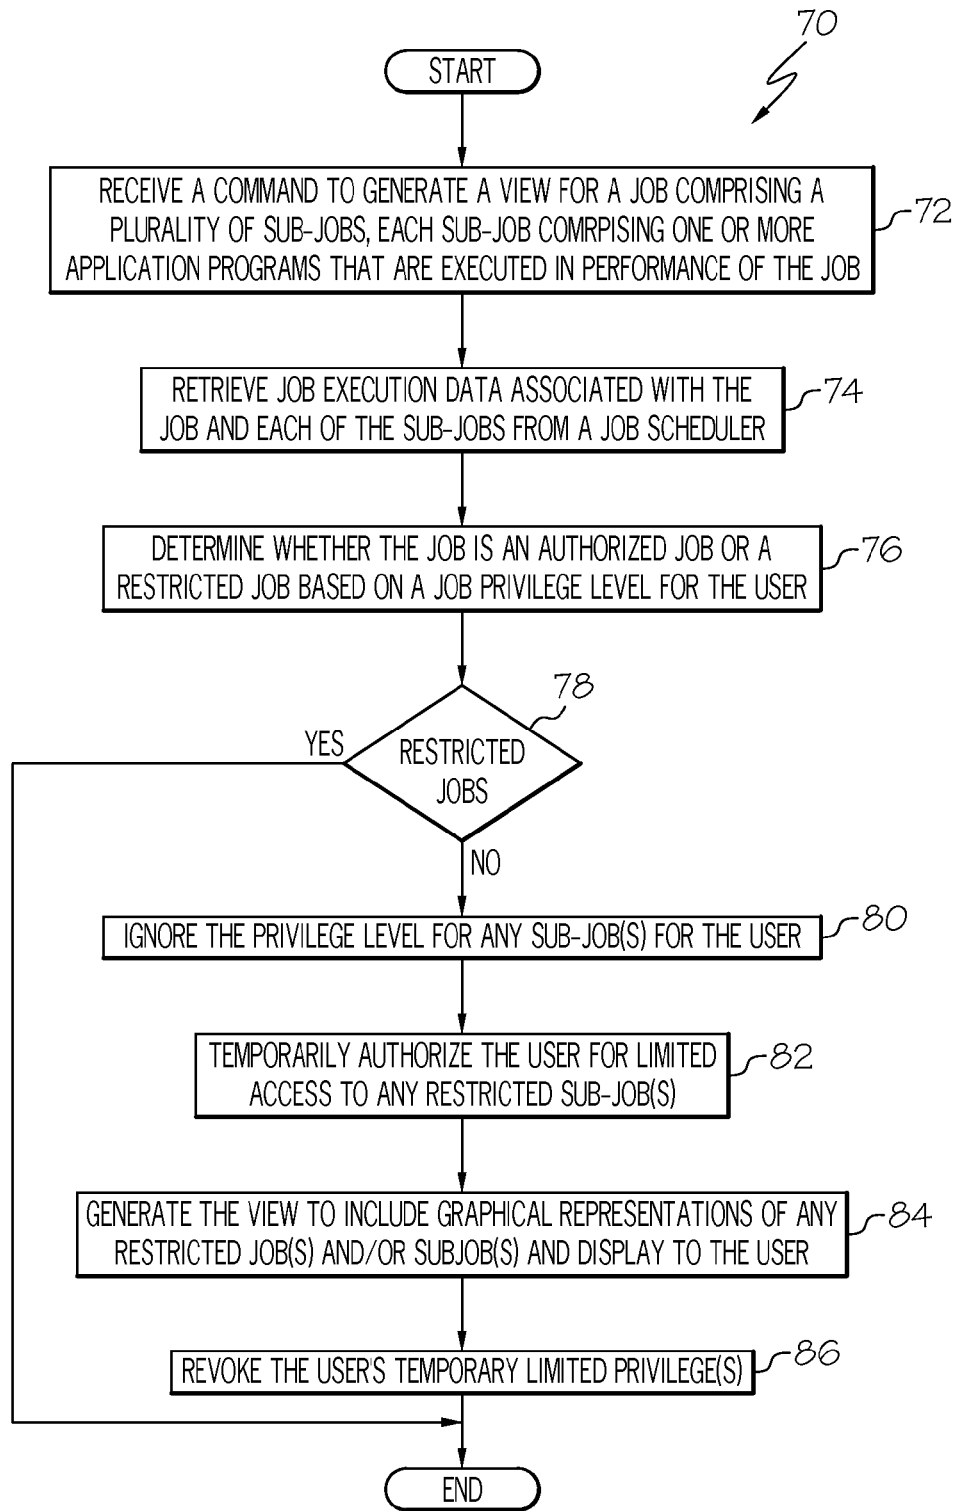 70
START
RECEIVE A COMMAND TO GENERATE A VIEW FOR A JOB COMPRISING A
PLURALITY OF SUB-JOBS, EACH SUB-JOB COMRPISING ONE OR MORE
APPLICATION PROGRAMS THAT ARE EXECUTED IN PERFORMANCE OF THE JOB
72
RETRIEVE JOB EXECUTION DATA ASSOCIATED WITH THE
JOB AND EACH OF THE SUB-JOBS FROM A JOB SCHEDULER
74
DETERMINE WHETHER THE JOB IS AN AUTHORIZED JOB OR A
RESTRICTED JOB BASED ON A JOB PRIVILEGE LEVEL FOR THE USER
76
78
YES
RESTRICTED
JOBS
NO
IGNORE THE PRIVILEGE LEVEL FOR ANY SUB-JOB(S) FOR THE USER
80
TEMPORARILY AUTHORIZE THE USER FOR LIMITED
ACCESS TO ANY RESTRICTED SUB-JOB(S)
82
GENERATE THE VIEW TO INCLUDE GRAPHICAL REPRESENTATIONS OF ANY
RESTRICTED JOB(S) AND/OR SUBJOB(S) AND DISPLAY TO THE USER
84
REVOKE THE USER'S TEMPORARY LIMITED PRIVILEGE(S)
86
END